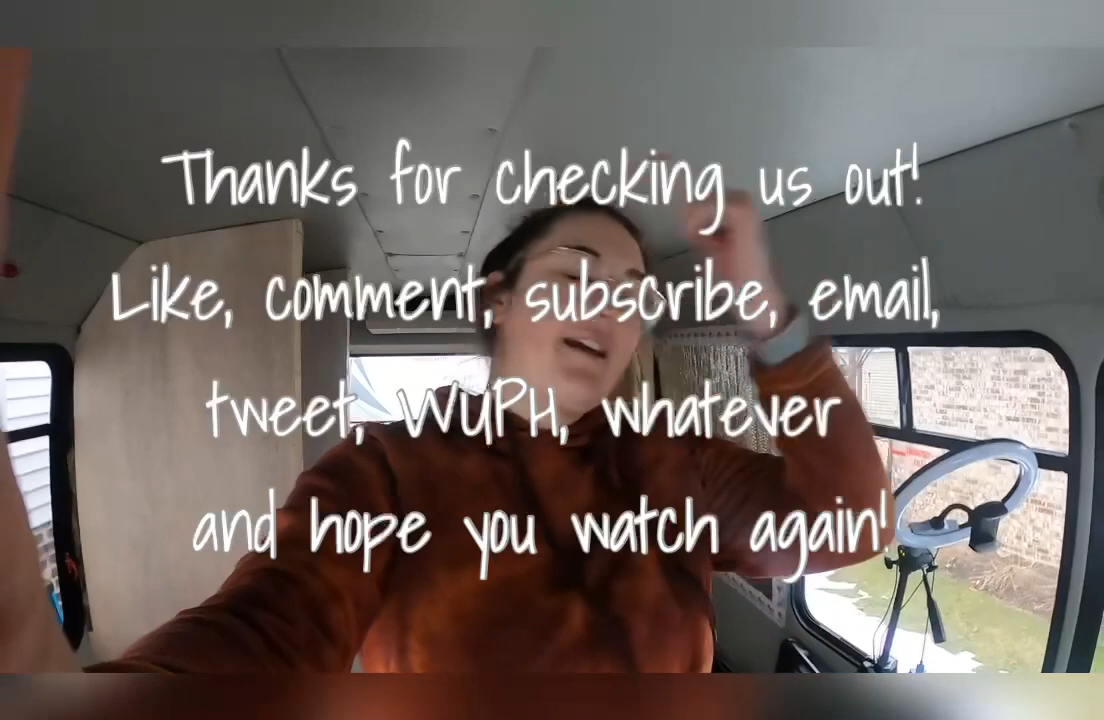 Thanks for checking us out!
Like, comment, subscribe, email,
tweet, WUPH, whatever
and hope you watch again!